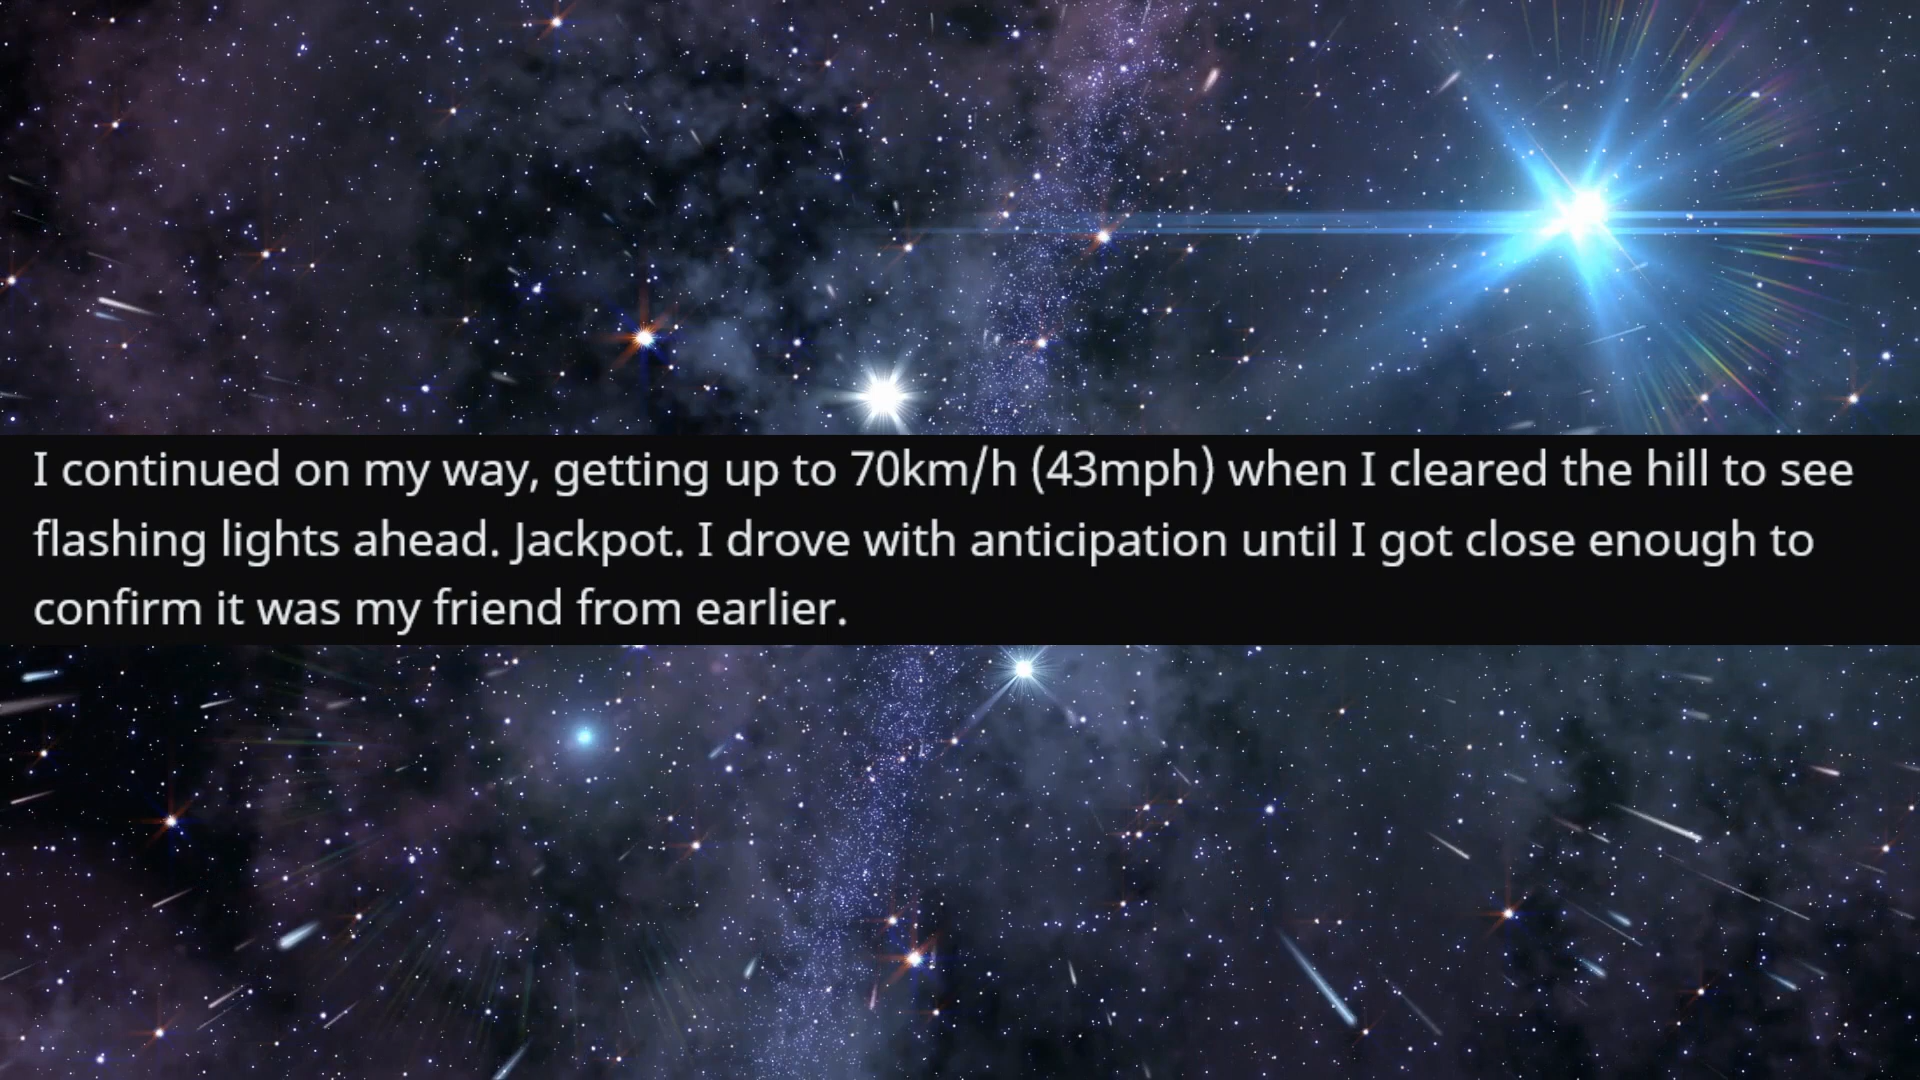 I continued on my way, getting up to 70km/h (43mph) when I cleared the hill to see
flashing lights ahead. Jackpot. I drove with anticipation until I got close enough to
confirm it was my friend from earlier.